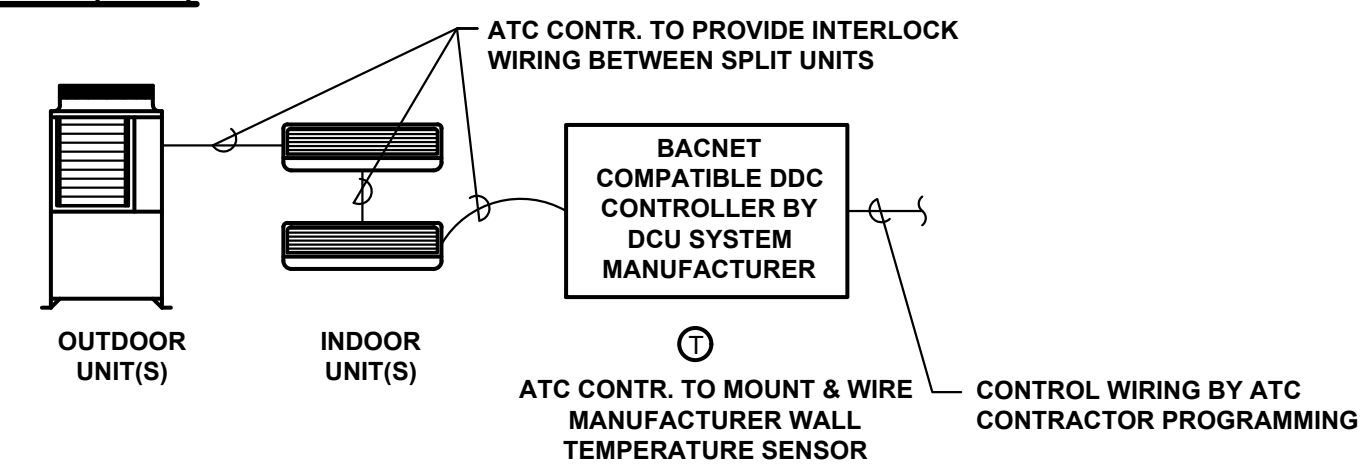 ATC CONTR. TO PROVIDE INTERLOCK
WIRING BETWEEN SPLIT UNITS
BACNET
COMPATIBLE DDC
CONTROLLER BY
DCU SYSTEM
MANUFACTURER
OUTDOOR
UNIT(S)
INDOOR
UNIT(S)
T
ATC CONTR. TO MOUNT & WIRE
MANUFACTURER WALL
TEMPERATURE SENSOR
CONTROL WIRING BY ATC
CONTRACTOR PROGRAMMING